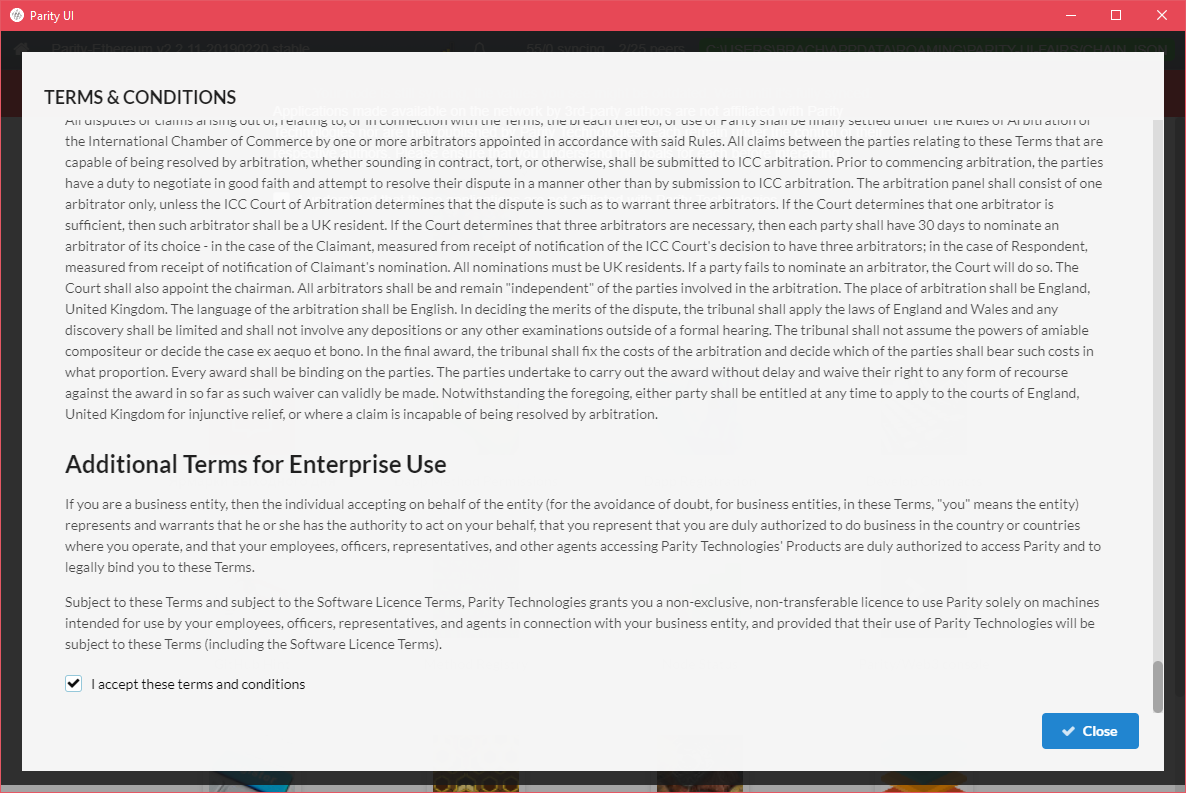 Parity UI
TERMS & CONDITIONS
All disputes or claims arising out of, relating to, or in connection with the Terms, the breach thereof, or use of Parity shall be finally settled under the Rules of Arbitration of
the International Chamber of Commerce by one or more arbitrators appointed in accordance with said Rules. All claims between the parties relating to these Terms that are
capable of being resolved by arbitration, whether sounding in contract, tort, or otherwise, shall be submitted to ICC arbitration. Prior to commencing arbitration, the parties
have a duty to negotiate in good faith and attempt to resolve their dispute in a manner other than by submission to ICC arbitration. The arbitration panel shall consist of one
arbitrator only, unless the ICC Court of Arbitration determines that the dispute is such as to warrant three arbitrators. If the Court determines that one arbitrator is
sufficient, then such arbitrator shall be a UK resident. If the Court determines that three arbitrators are necessary, then each party shall have 30 days to nominate an
arbitrator of its choice - in the case of the Claimant, measured from receipt of notification of the ICC Court's decision to have three arbitrators; in the case of Respondent,
measured from receipt of notification of Claimant's nomination. All nominations must be UK residents. If a party fails to nominate an arbitrator, the Court will do so. The
Court shall also appoint the chairman. All arbitrators shall be and remain "independent" of the parties involved in the arbitration. The place of arbitration shall be England,
United Kingdom. The language of the arbitration shall be English. In deciding the merits of the dispute, the tribunal shall apply the laws of England and Wales and any
discovery shall be limited and shall not involve any depositions or any other examinations outside of a formal hearing. The tribunal shall not assume the powers of amiable
compositeur or decide the case ex aequo et bono. In the final award, the tribunal shall fix the costs of the arbitration and decide which of the parties shall bear such costs in
what proportion. Every award shall be binding on the parties. The parties undertake to carry out the award without delay and waive their right to any form of recourse
against the award in so far as such waiver can validly be made. Notwithstanding the foregoing, either party shall be entitled at any time to apply to the courts of England,
United Kingdom for injunctive relief, or where a claim is incapable of being resolved by arbitration.
Additional Terms for Enterprise Use
If you are a business entity, then the individual accepting on behalf of the entity (for the avoidance of doubt, for business entities, in these Terms, "you" means the entity)
represents and warrants that he or she has the authority to act on your behalf, that you represent that you are duly authorized to do business in the country or countries
where you operate, and that your employees, officers, representatives, and other agents accessing Parity Technologies' Products are duly authorized to access Parity and to
legally bind you to these Terms.
Subject to these Terms and subject to the Software Licence Terms, Parity Technologies grants you a non-exclusive, non-transferable licence to use Parity solely on machines
intended for use by your employees, officers, representatives, and agents in connection with your business entity, and provided that their use of Parity Technologies will be
subject to these Terms (including the Software Licence Terms).
I accept these terms and conditions
Close